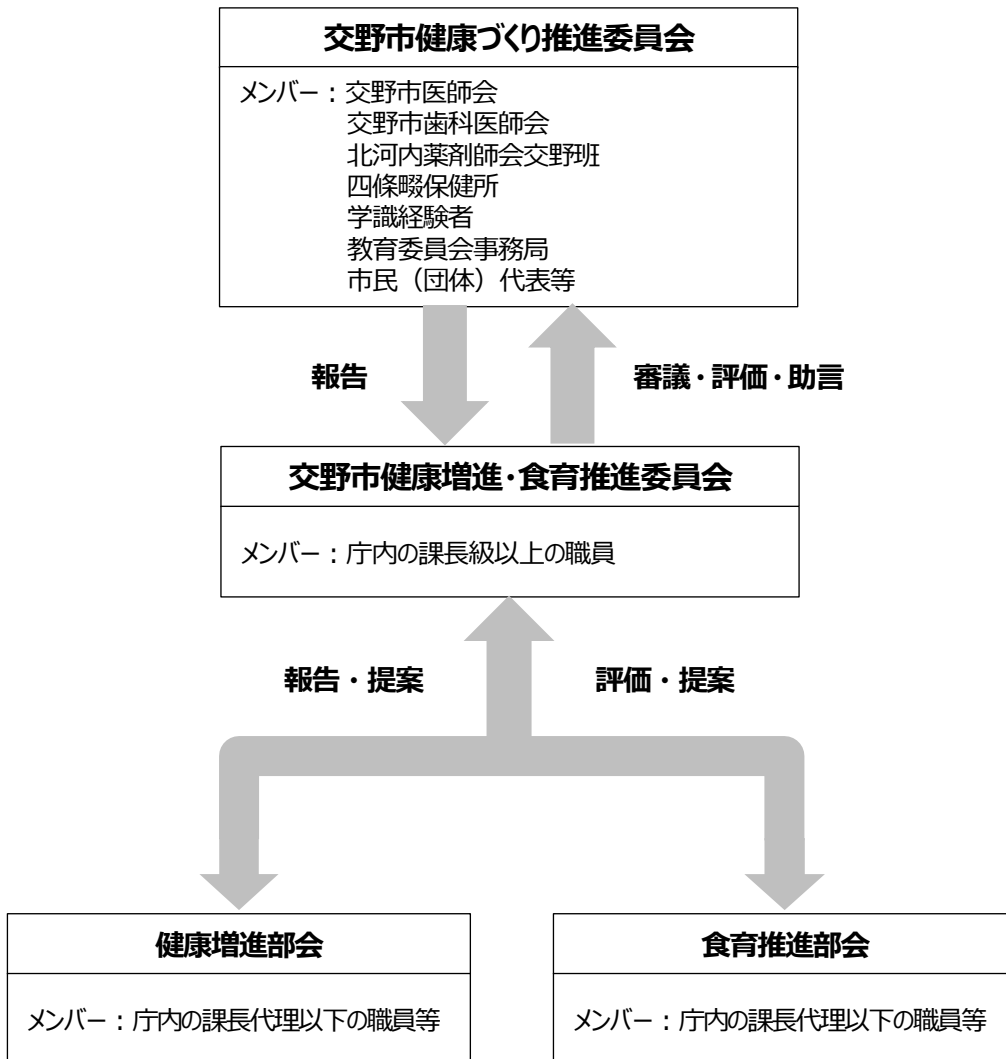 交野市健康づくり推進委員会
メンバー：交野市医師会
交野市歯科医師会
北河内薬剤師会交野班
四條畷保健所
学識経験者
教育委員会事務局
市民（団体）代表等
報告
審議・評価・助言
交野市健康増進・食育推進委員会
メンバー：庁内の課長級以上の職員
報告・提案
評価・提案
健康増進部会
メンバー：庁内の課長代理以下の職員等
食育推進部会
メンバー：庁内の課長代理以下の職員等